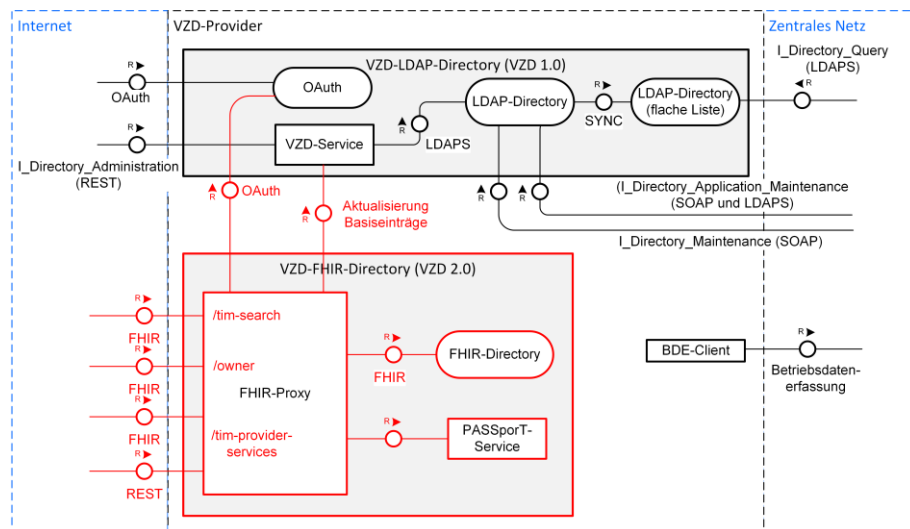 Internet
VZD-Provider
Zentrales Netz
VZD-LDAP-Directory (VZD 1.0)
I_Directory_Query
(LDAPS)
R
OAuth
OAuth
LDAP-Directory
R
SYNC
LDAP-Directory
(flache Liste)
R
R
I_Directory_Administration
(REST)
VZD-Service
R
LDAPS
R
OAuth
R
Aktualisierung
Basiseinträge
R
R
(I_Directory_Application_Maintenance
(SOAP und LDAPS)
I_Directory_Maintenance (SOAP)
VZD-FHIR-Directory (VZD 2.0)
R
FHIR
R
FHIR
R
FHIR
R
REST
/tim-search
/owner
FHIR-Proxy
/tim-provider-
services
R
FHIR
FHIR-Directory
R
PASSporT-
Service
BDE-Client
R
Betriebsdaten-
erfassung